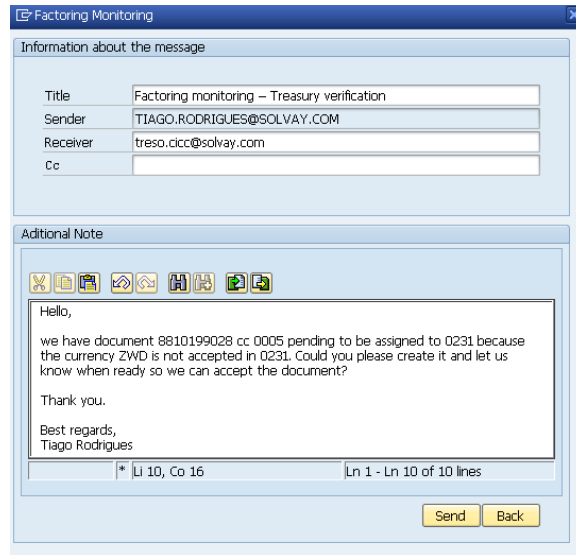 Factoring Monitoring
Information about the message
Title Factoring monitoring – Treasury verification
Sender TIAGO.RODRIGUES@SOLVAY.COM
Receiver treso.cicc@solvay.com
Cc
Aditional Note
Hello,
we have document 8810199028 cc 0005 pending to be assigned to 0231 because
the currency ZWD is not accepted in 0231. Could you please create it and let us
know when ready so we can accept the document?
Thank you.
Best regards,
Tiago Rodrigues
* Li 10, Co 16 Ln 1 - Ln 10 of 10 lines
Send Back